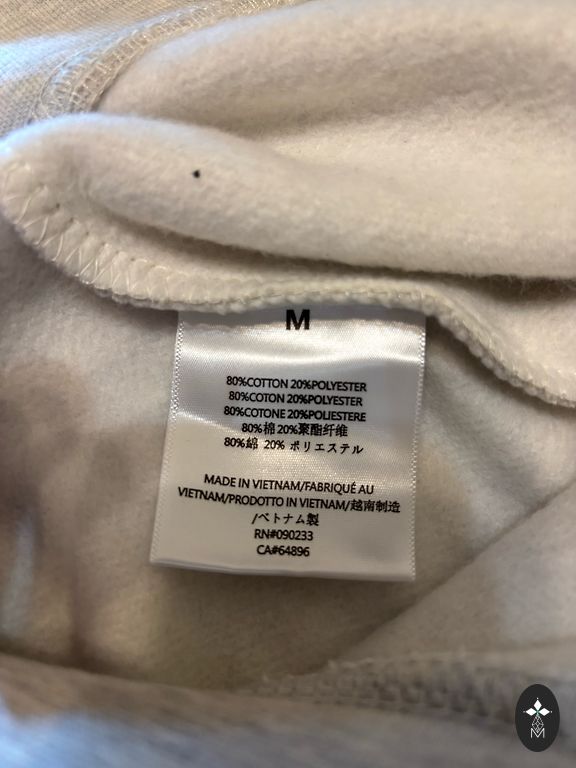 M
80%COTTON 20%POLYESTER
80%COTON 20%POLYESTER
80%COTONE 20%POLIESTERE
80%棉 20%聚酯纤维
80%綿 20% ポリエステル
MADE IN VIETNAM/FABRIQUÉ AU
VIETNAM/PRODOTTO IN VIETNAM/越南制造
/ベトナム製
RN#090233
CA#64896
M